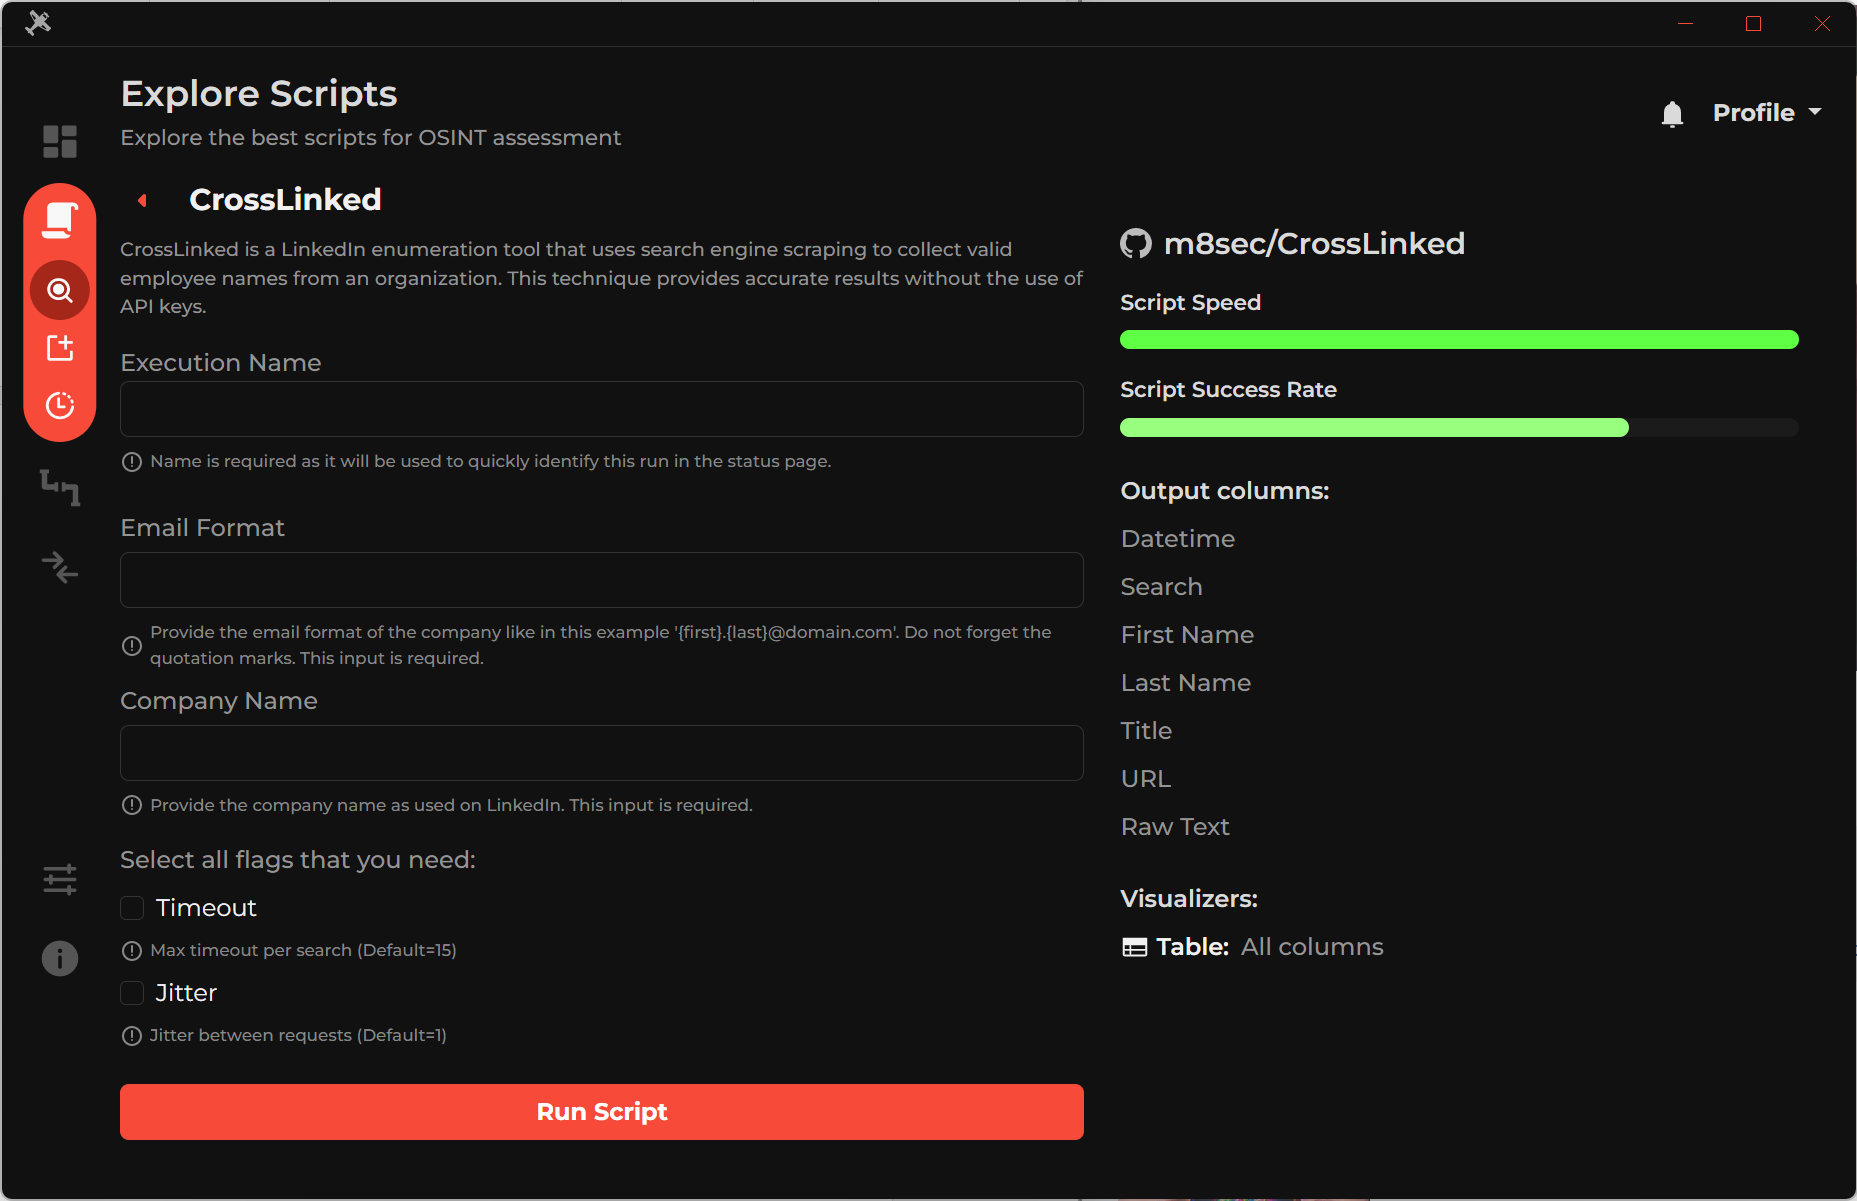 Explore Scripts
Explore the best scripts for OSINT assessment
Profile
CrossLinked
CrossLinked is a LinkedIn enumeration tool that uses search engine scraping to collect valid
employee names from an organization. This technique provides accurate results without the use of
API keys.
Execution Name
Name is required as it will be used to quickly identify this run in the status page.
Email Format
Provide the email format of the company like in this example '{first}.{last}@domain.com'. Do not forget the
quotation marks. This input is required.
Company Name
Provide the company name as used on LinkedIn. This input is required.
Select all flags that you need:
Timeout
Max timeout per search (Default=15)
Jitter
Jitter between requests (Default=1)
Run Script
m8sec/CrossLinked
Script Speed
Script Success Rate
Output columns:
Datetime
Search
First Name
Last Name
Title
URL
Raw Text
Visualizers:
Table: All columns